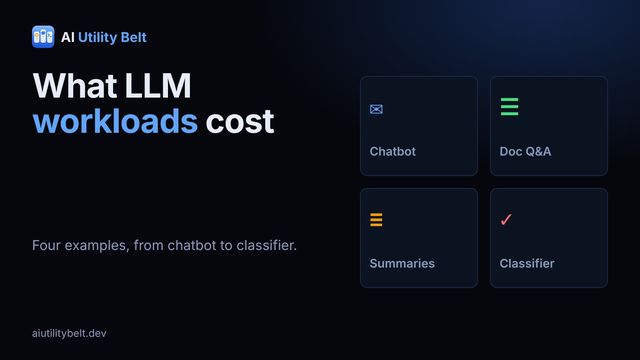 AI Utility Belt
What LLM
workloads cost
Four examples, from chatbot to classifier.
aiutilitybelt.dev
Chatbot
Doc Q&A
Summaries
Classifier